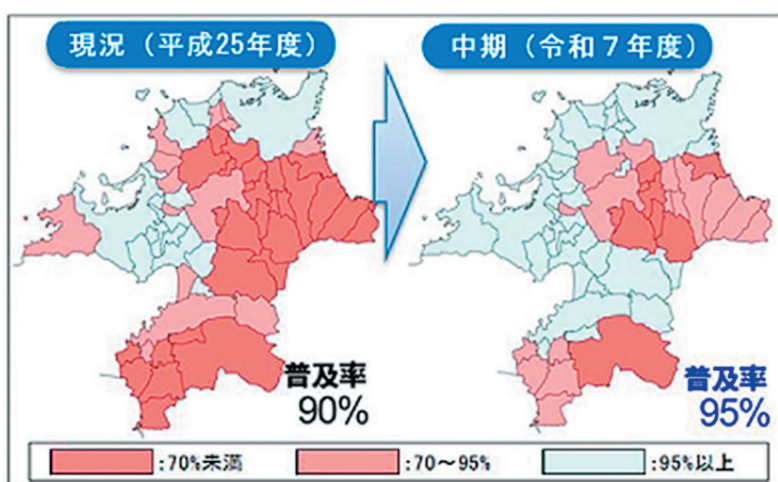 現況(平成25年度)
中期(令和7年度)
普及率
90%
普及率
95%
:70%未満
:70~95%
:95%以上